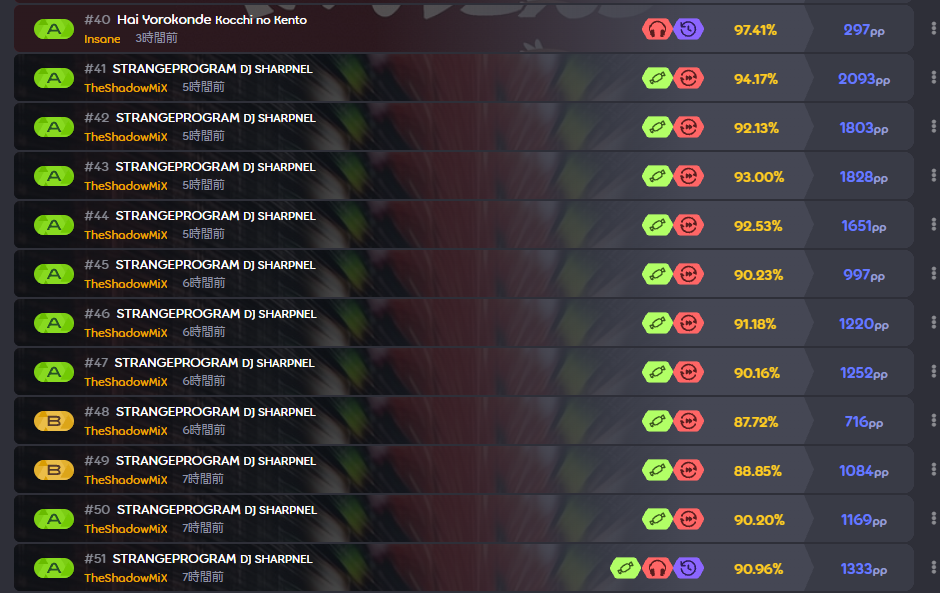 A #40 Hai Yorokonde Kocchi no Kento 97.41% 297pp
Insane 3時間前
A #41 STRANGEPROGRAM DJ SHARPNEL 94.17% 2093pp
TheShadowMiX 5時間前
A #42 STRANGEPROGRAM DJ SHARPNEL 92.13% 1803pp
TheShadowMiX 5時間前
A #43 STRANGEPROGRAM DJ SHARPNEL 93.00% 1828pp
TheShadowMiX 5時間前
A #44 STRANGEPROGRAM DJ SHARPNEL 92.53% 1651pp
TheShadowMiX 5時間前
A #45 STRANGEPROGRAM DJ SHARPNEL 90.23% 997pp
TheShadowMiX 6時間前
A #46 STRANGEPROGRAM DJ SHARPNEL 91.18% 1220pp
TheShadowMiX 6時間前
A #47 STRANGEPROGRAM DJ SHARPNEL 90.16% 1252pp
TheShadowMiX 6時間前
B #48 STRANGEPROGRAM DJ SHARPNEL 87.72% 716pp
TheShadowMiX 6時間前
B #49 STRANGEPROGRAM DJ SHARPNEL 88.85% 1084pp
TheShadowMiX 7時間前
A #50 STRANGEPROGRAM DJ SHARPNEL 90.20% 1169pp
TheShadowMiX 7時間前
A #51 STRANGEPROGRAM DJ SHARPNEL 90.96% 1333pp
TheShadowMiX 7時間前